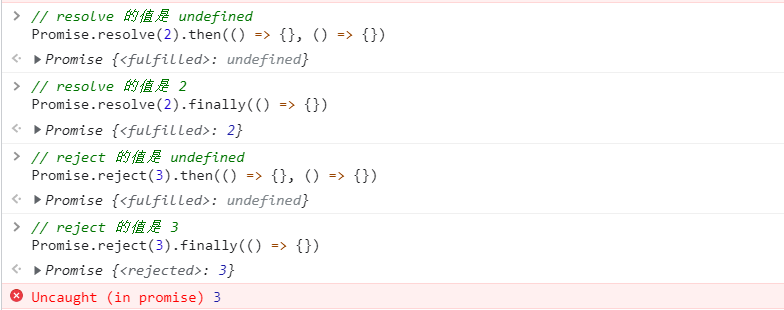 // resolve 的值是 undefined
Promise.resolve(2).then(() => {}, () => {})
Promise {<fulfilled>: undefined}
// resolve 的值是 2
Promise.resolve(2).finally(() => {})
Promise {<fulfilled>: 2}
// reject 的值是 undefined
Promise.reject(3).then(() => {}, () => {})
Promise {<fulfilled>: undefined}
// reject 的值是 3
Promise.reject(3).finally(() => {})
Promise {<rejected>: 3}
Uncaught (in promise) 3